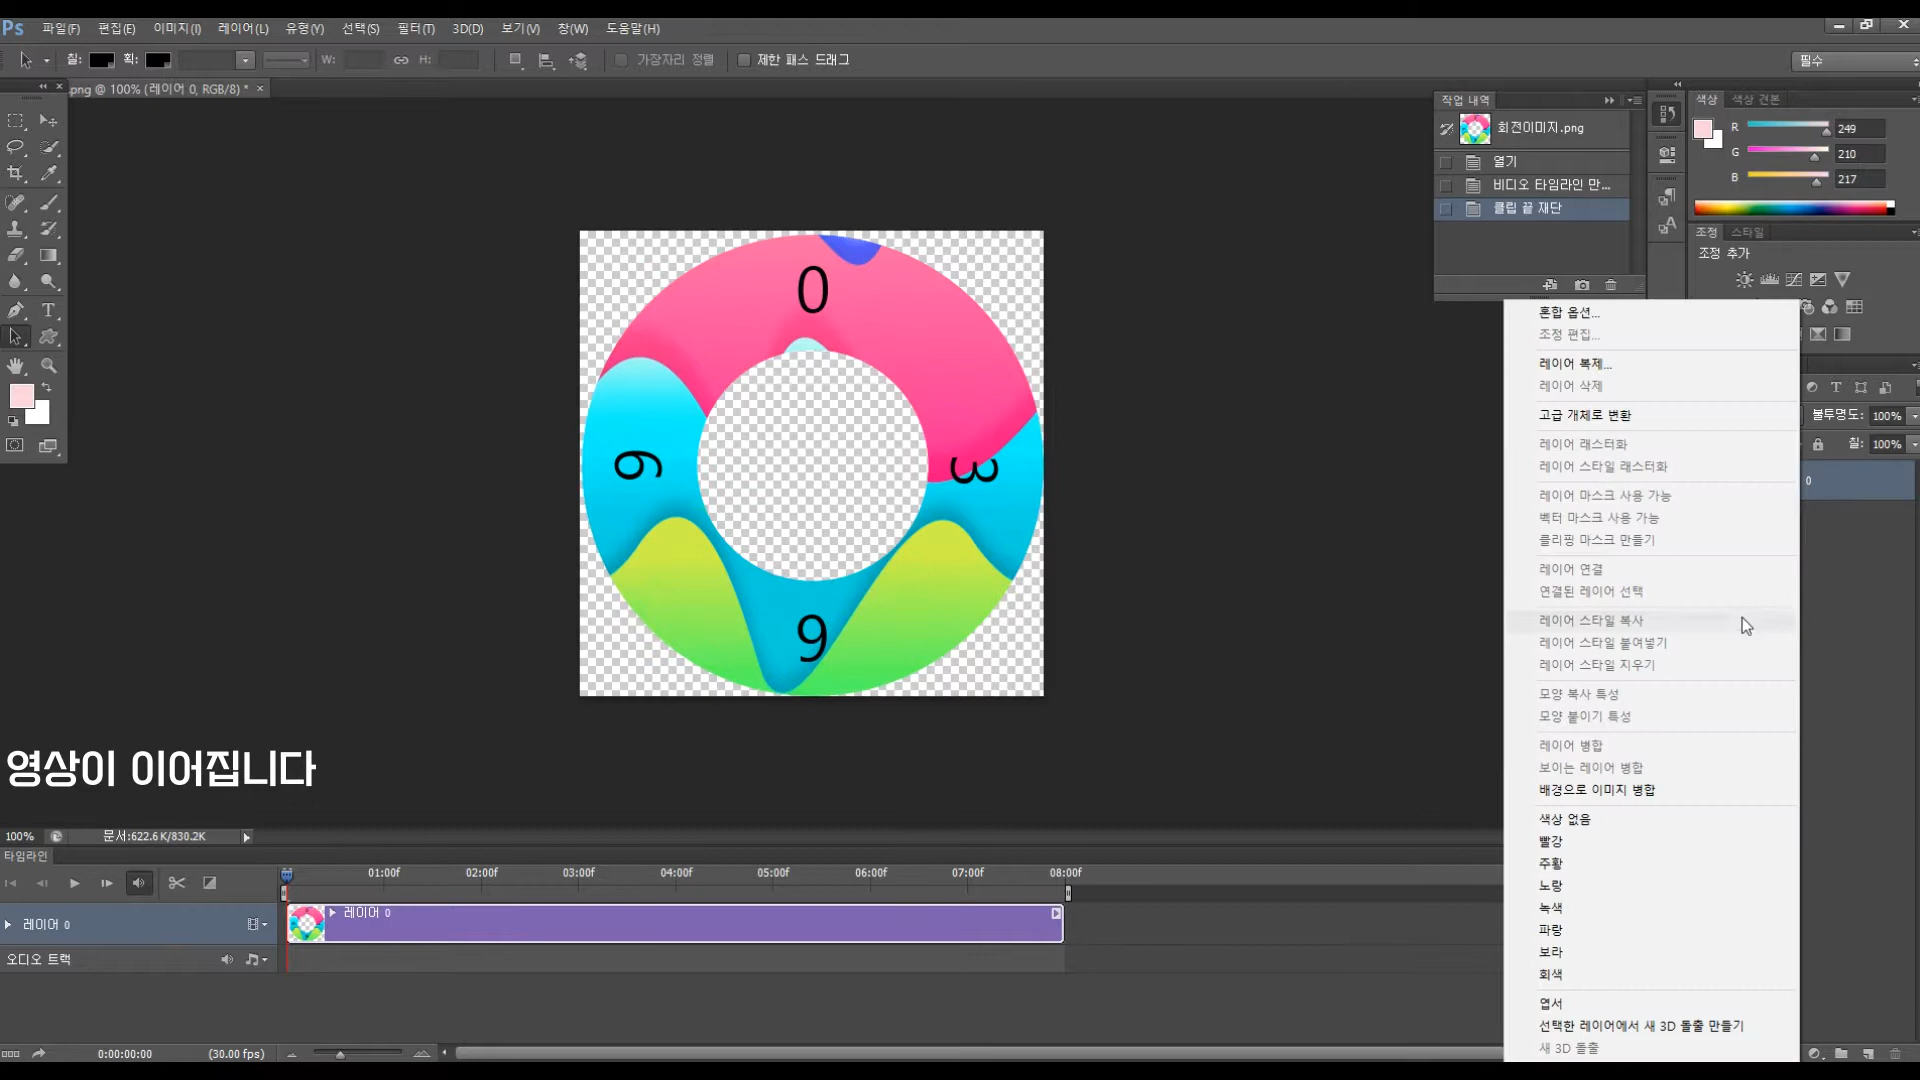 Ps 파일(F) 편집(E) 이미지(I) 레이어(L) 유형(Y) 선택(S) 필터(T) 3D(D) 보기(V) 창(W) 도움말(H)
칠: 획: W: H: 가장자리 정렬 제한 패스 드래그 필수
.png @ 100% (레이어 0, RGB/8) * ×
작업 내역
회전이미지.png
열기
비디오 타임라인 만...
클립 끝 재단
색상 색상 견본
R 249
G 210
B 217
조정 스타일
조정 추가
불투명도: 100%
칠: 100%
0
혼합 옵션...
조정 편집...
레이어 복제...
레이어 삭제
고급 개체로 변환
레이어 래스터화
레이어 스타일 래스터화
레이어 마스크 사용 가능
벡터 마스크 사용 가능
클리핑 마스크 만들기
레이어 연결
연결된 레이어 선택
레이어 스타일 복사
레이어 스타일 붙여넣기
레이어 스타일 지우기
모양 복사 특성
모양 붙이기 특성
레이어 병합
보이는 레이어 병합
배경으로 이미지 병합
색상 없음
빨강
주황
노랑
녹색
파랑
보라
회색
엽서
선택한 레이어에서 새 3D 돌출 만들기
새 3D 돌출
0
9
3
6
영상이 이어집니다
100% 문서:622.6K/830.2K
타임라인
01:00f 02:00f 03:00f 04:00f 05:00f 06:00f 07:00f 08:00f
레이어 0
레이어 0
오디오 트랙
0:00:00:00 (30.00 fps)